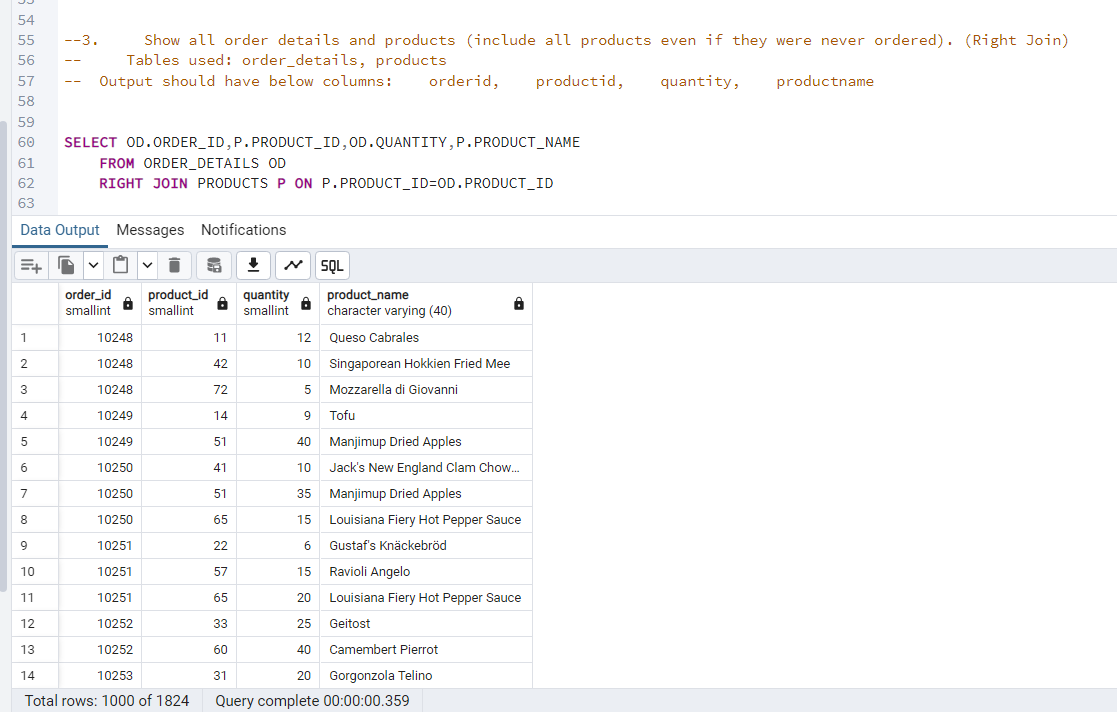 53
54
55 --3. Show all order details and products (include all products even if they were never ordered). (Right Join)
56 -- Tables used: order_details, products
57 -- Output should have below columns: orderid, productid, quantity, productname
58
59
60 SELECT OD.ORDER_ID,P.PRODUCT_ID,OD.QUANTITY,P.PRODUCT_NAME
61 FROM ORDER_DETAILS OD
62 RIGHT JOIN PRODUCTS P ON P.PRODUCT_ID=OD.PRODUCT_ID
63
Data Output Messages Notifications
SQL
order_id product_id quantity product_name
smallint smallint smallint character varying (40)
1 10248 11 12 Queso Cabrales
2 10248 42 10 Singaporean Hokkien Fried Mee
3 10248 72 5 Mozzarella di Giovanni
4 10249 14 9 Tofu
5 10249 51 40 Manjimup Dried Apples
6 10250 41 10 Jack's New England Clam Chow...
7 10250 51 35 Manjimup Dried Apples
8 10250 65 15 Louisiana Fiery Hot Pepper Sauce
9 10251 22 6 Gustaf's Knäckebröd
10 10251 57 15 Ravioli Angelo
11 10251 65 20 Louisiana Fiery Hot Pepper Sauce
12 10252 33 25 Geitost
13 10252 60 40 Camembert Pierrot
14 10253 31 20 Gorgonzola Telino
Total rows: 1000 of 1824 Query complete 00:00:00.359